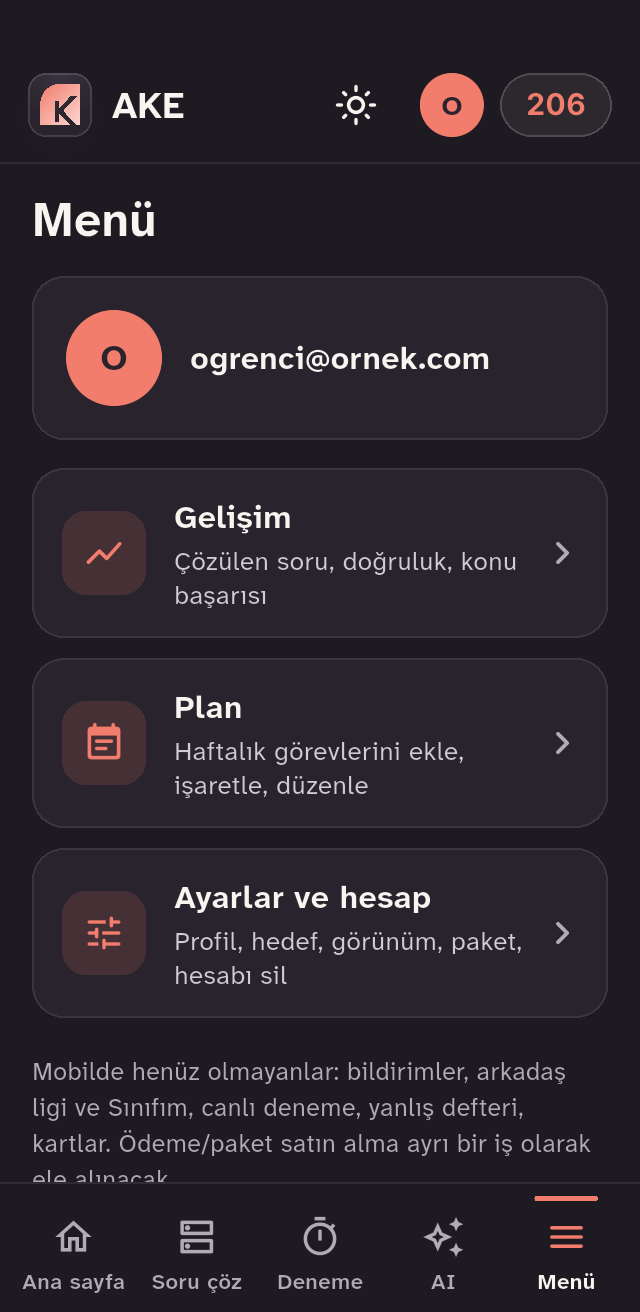 K AKE O 206
Menü
O ogrenci@ornek.com
Gelişim
Çözülen soru, doğruluk, konu
başarısı
Plan
Haftalık görevlerini ekle,
işaretle, düzenle
Ayarlar ve hesap
Profil, hedef, görünüm, paket,
hesabı sil
Mobilde henüz olmayanlar: bildirimler, arkadaş
ligi ve Sınıfım, canlı deneme, yanlış defteri,
kartlar. Ödeme/paket satın alma ayrı bir iş olarak
ele alınacak.
Ana sayfa Soru çöz Deneme AI Menü